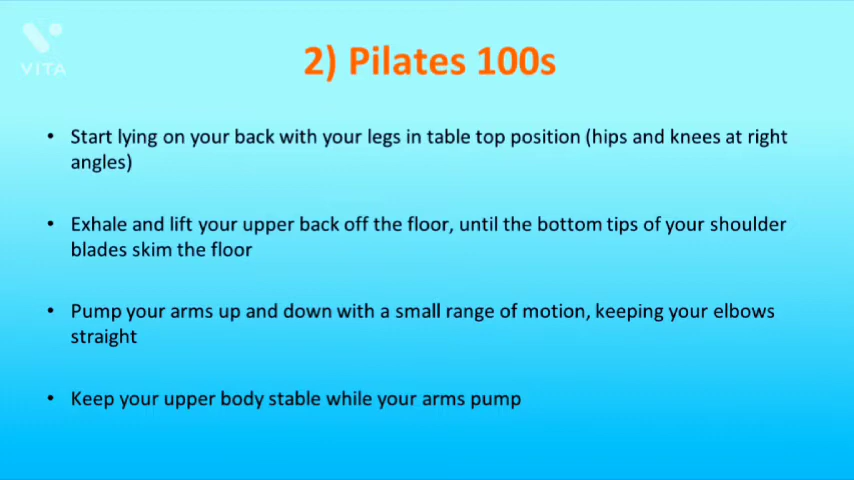 VITA
2) Pilates 100s
• Start lying on your back with your legs in table top position (hips and knees at right
angles)
• Exhale and lift your upper back off the floor, until the bottom tips of your shoulder
blades skim the floor
• Pump your arms up and down with a small range of motion, keeping your elbows
straight
• Keep your upper body stable while your arms pump